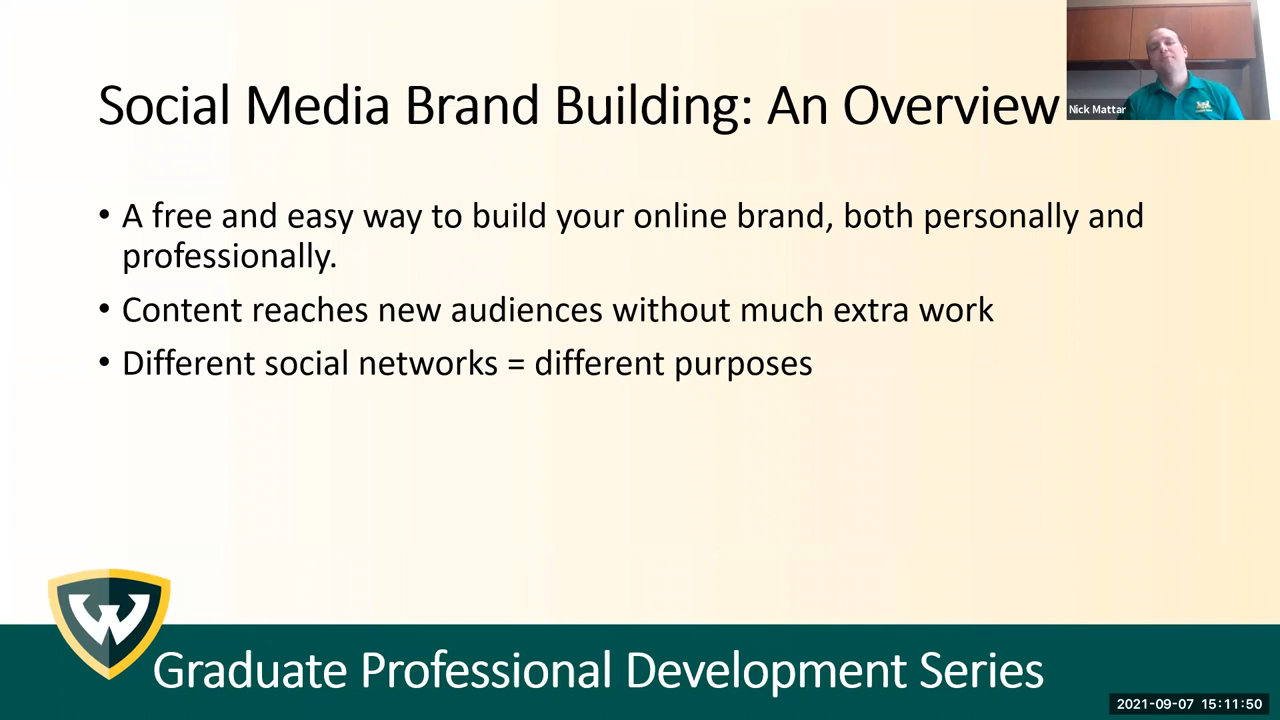 Social Media Brand Building: An Overview
Nick Mattar
• A free and easy way to build your online brand, both personally and
professionally.
• Content reaches new audiences without much extra work
• Different social networks = different purposes
W
Graduate Professional Development Series
2021-09-07 15:11:50